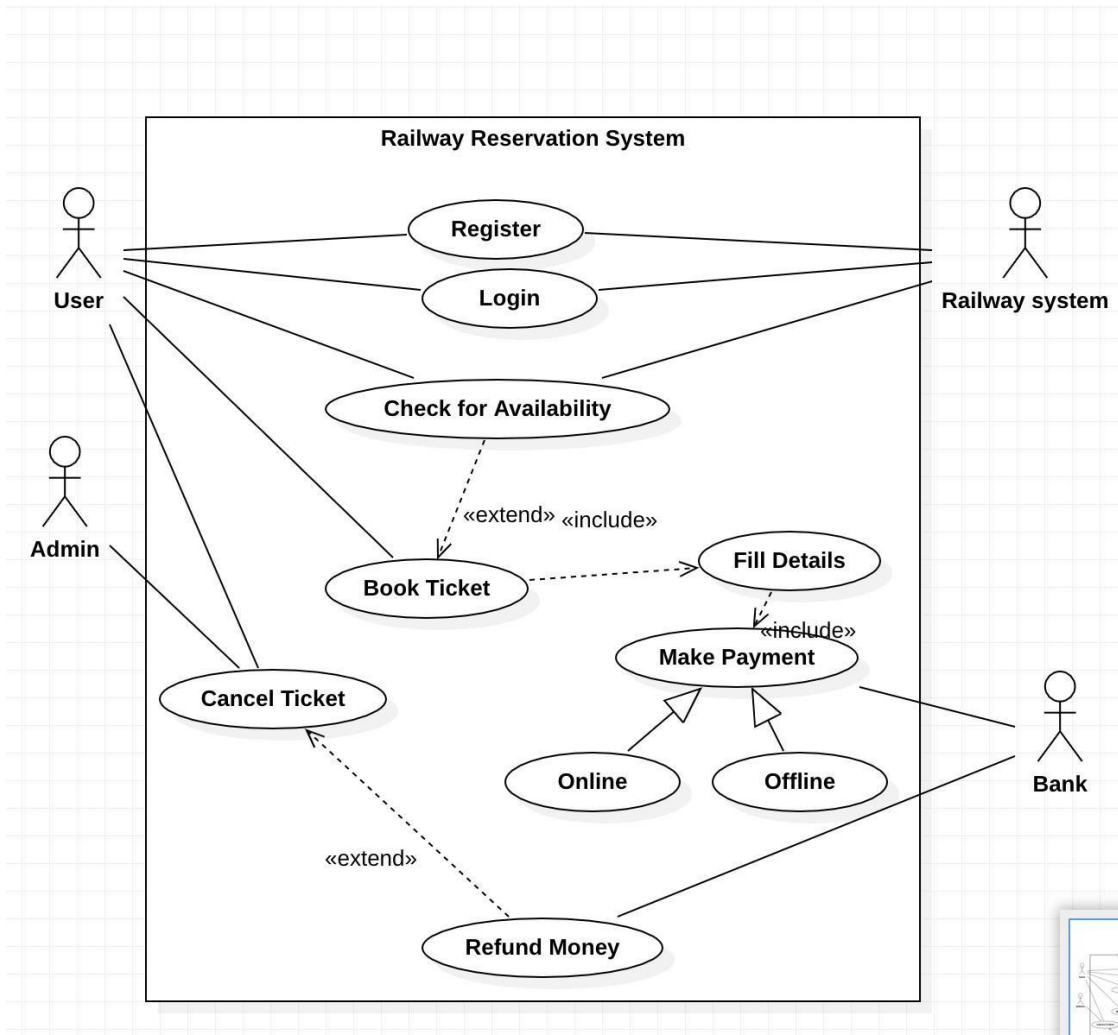 Railway Reservation System
Register
Login
User
Railway system
Check for Availability
«extend»
«include»
Admin
Fill Details
Book Ticket
«include»
Make Payment
Cancel Ticket
Online
Offline
Bank
«extend»
Refund Money